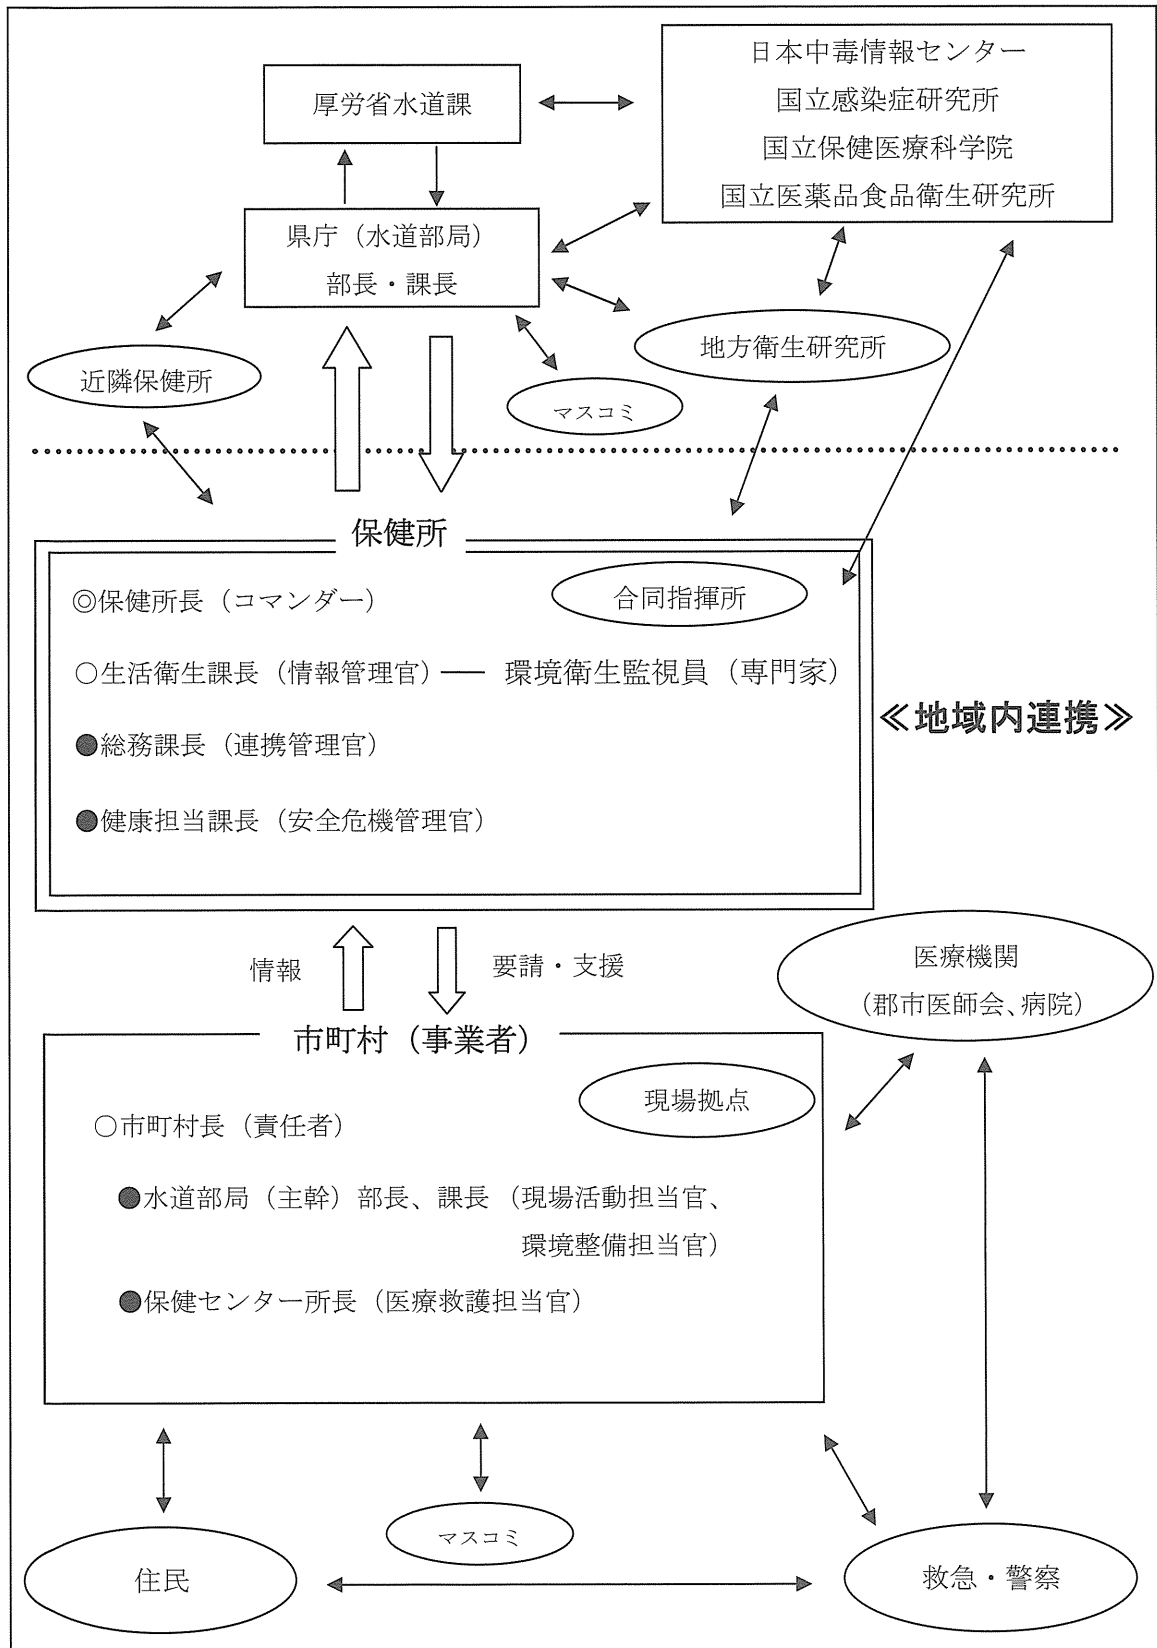 日本中毒情報センター
国立感染症研究所
国立保健医療科学院
国立医薬品食品衛生研究所
厚労省水道課
県庁（水道部局）
部長・課長
地方衛生研究所
近隣保健所
マスコミ
保健所
◎保健所長（コマンダー）
合同指揮所
○生活衛生課長（情報管理官）── 環境衛生監視員（専門家）
≪地域内連携≫
●総務課長（連携管理官）
●健康担当課長（安全危機管理官）
情報
要請・支援
医療機関
（郡市医師会、病院）
市町村（事業者）
現場拠点
○市町村長（責任者）
●水道部局（主幹）部長、課長（現場活動担当官、
環境整備担当官）
●保健センター所長（医療救護担当官）
マスコミ
住民
救急・警察